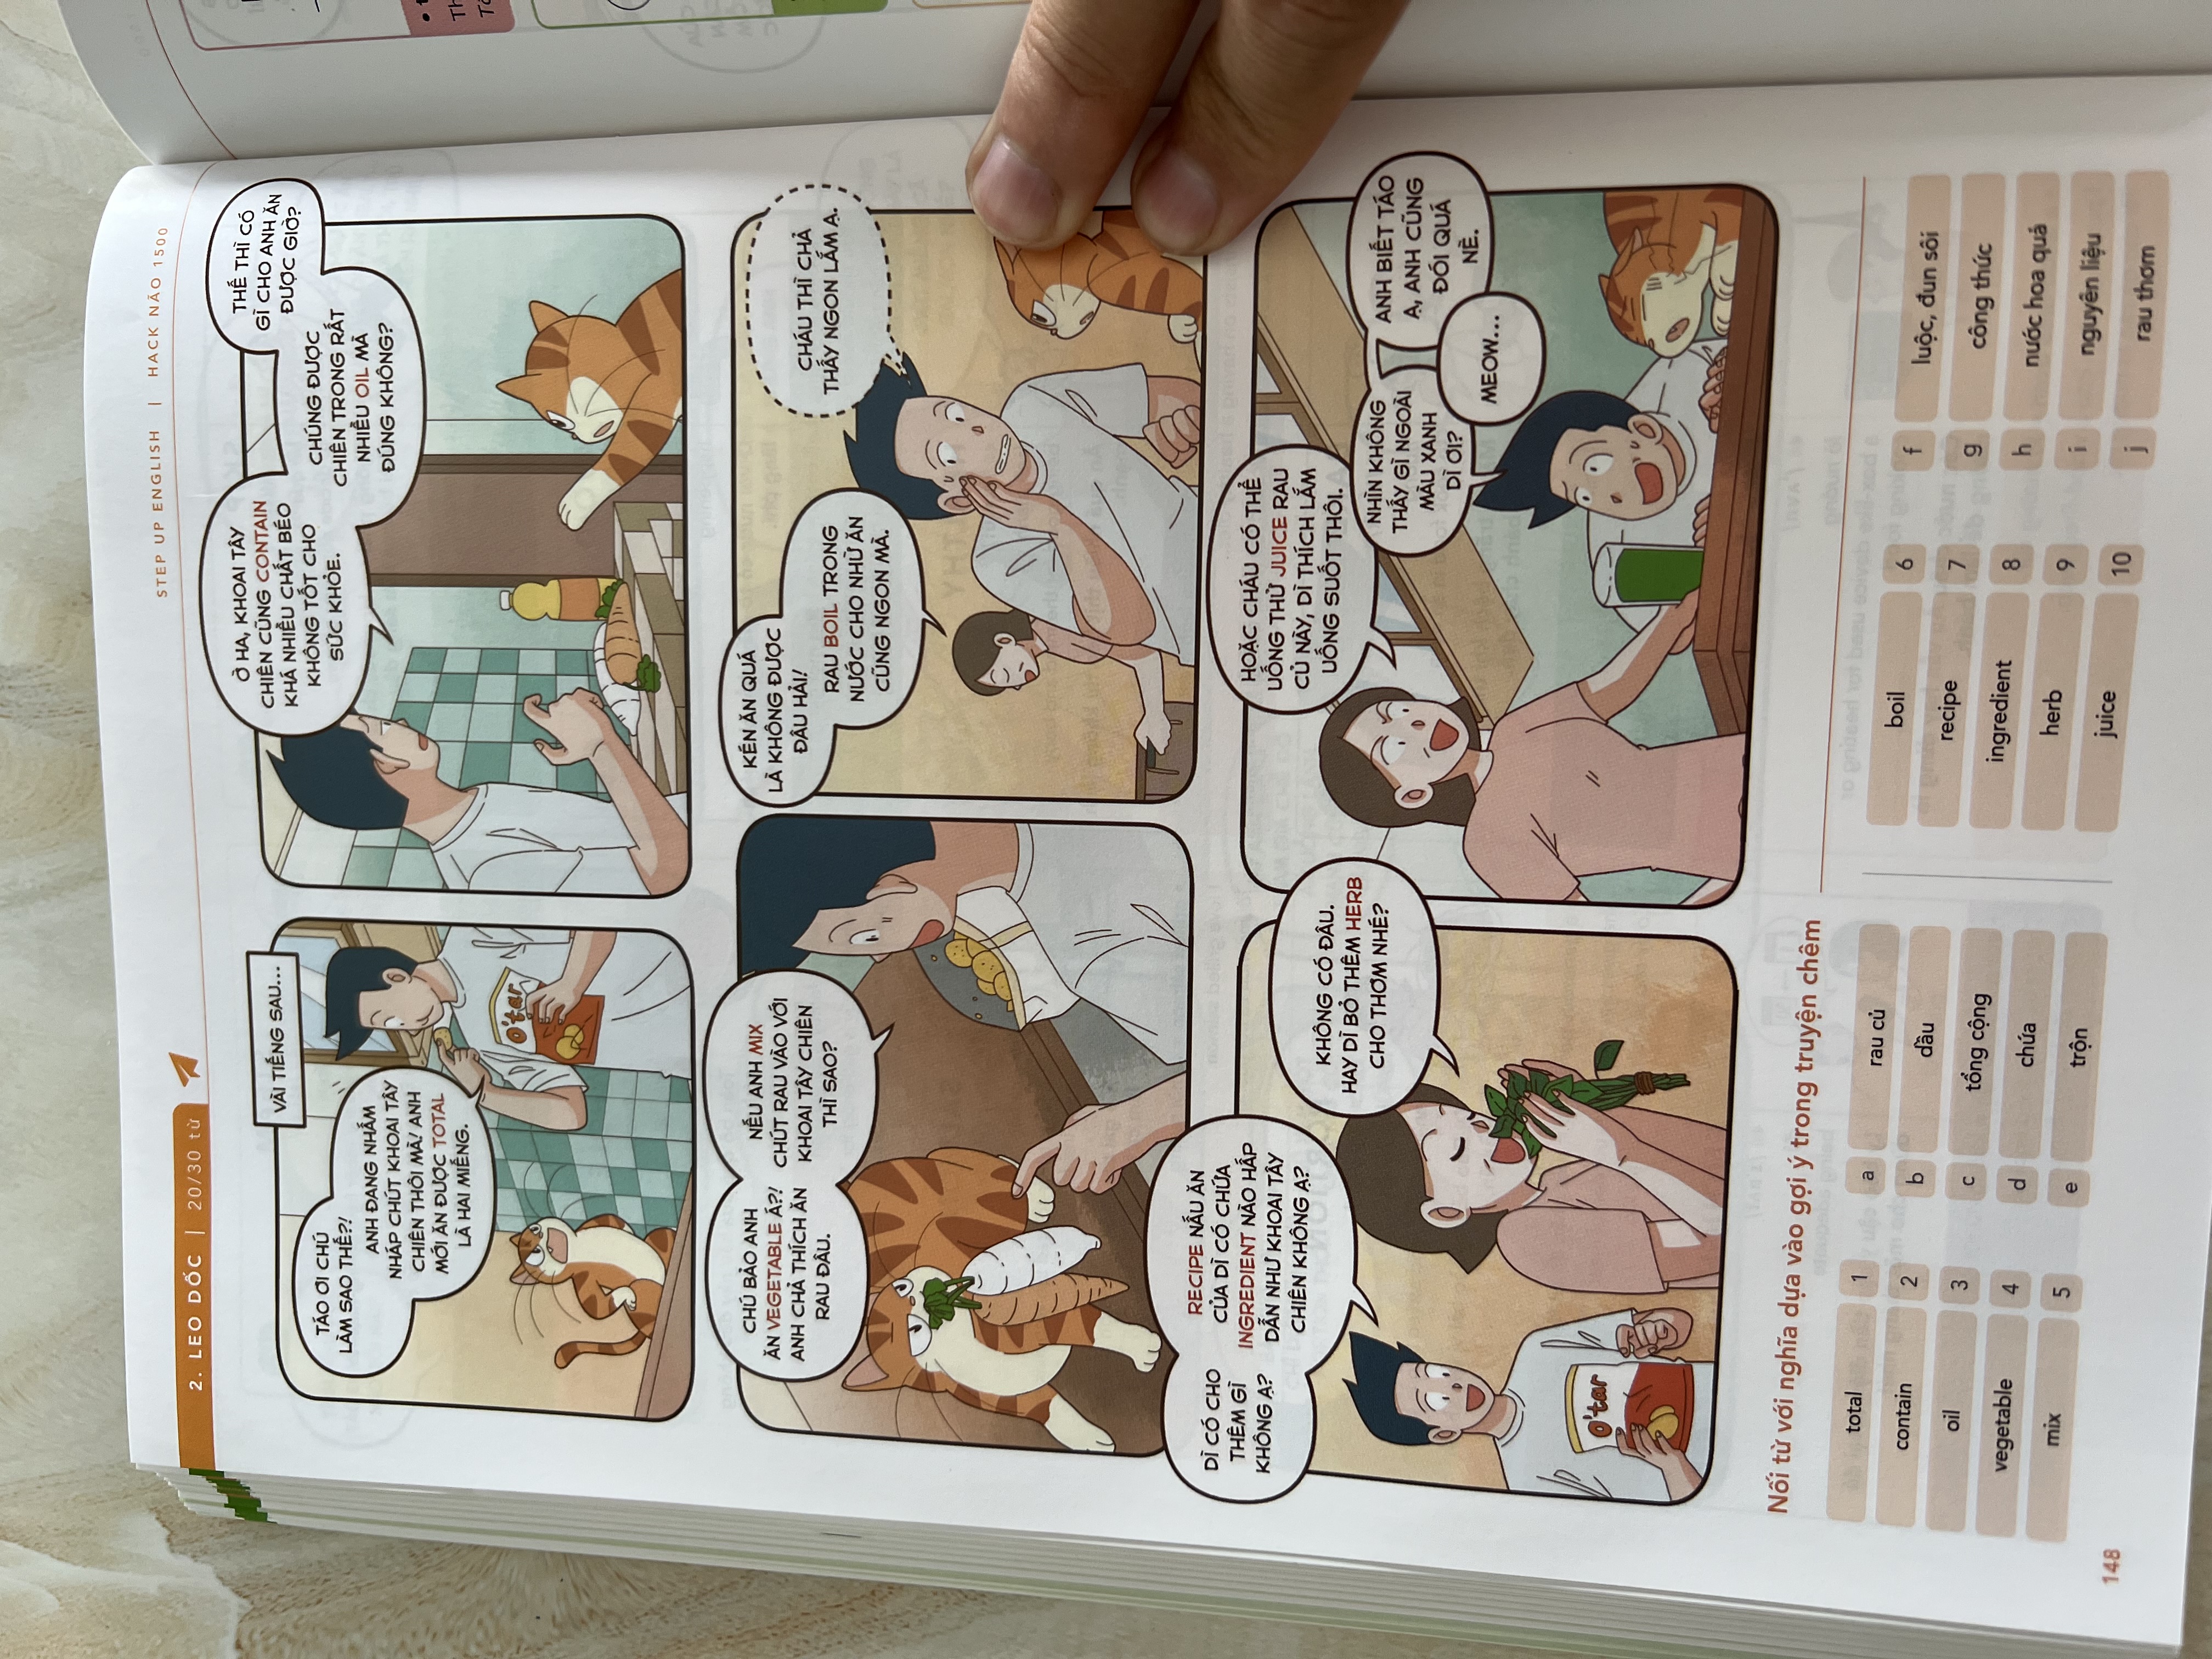 STEP UP ENGLISH | HACK NÃO 1500
2. LEO DỐC | 20/30 từ
VÀI TIẾNG SAU...
TÁO ƠI CHÚ
LÀM SAO THẾ?!
ANH ĐANG NHẤM
NHÁP CHÚT KHOAI TÂY
CHIÊN THÔI MÀ! ANH
MỚI ĂN ĐƯỢC TOTAL
LÀ HAI MIẾNG.
O'tar
Ờ HA, KHOAI TÂY
CHIÊN CŨNG CONTAIN
KHÁ NHIỀU CHẤT BÉO
KHÔNG TỐT CHO
SỨC KHỎE.
CHÚNG ĐƯỢC
CHIÊN TRONG RẤT
NHIỀU OIL MÀ
ĐÚNG KHÔNG?
THẾ THÌ CÓ
GÌ CHO ANH ĂN
ĐƯỢC GIỜ?
CHÚ BẢO ANH
ĂN VEGETABLE Á?!
ANH CHẢ THÍCH ĂN
RAU ĐÂU.
NẾU ANH MIX
CHÚT RAU VÀO VỚI
KHOAI TÂY CHIÊN
THÌ SAO?
KÉN ĂN QUÁ
LÀ KHÔNG ĐƯỢC
ĐÂU HẢI!
RAU BOIL TRONG
NƯỚC CHO NHỪ ĂN
CŨNG NGON MÀ.
CHÁU THÌ CHẢ
THẤY NGON LẮM Ạ.
DÌ CÓ CHO
THÊM GÌ
KHÔNG Ạ?
RECIPE NẤU ĂN
CỦA DÌ CÓ CHỨA
INGREDIENT NÀO HẤP
DẪN NHƯ KHOAI TÂY
CHIÊN KHÔNG Ạ?
KHÔNG CÓ ĐÂU.
HAY DÌ BỎ THÊM HERB
CHO THƠM NHÉ?
O'tar
HOẶC CHÁU CÓ THỂ
UỐNG THỬ JUICE RAU
CỦ NÀY, DÌ THÍCH LẮM
UỐNG SUỐT THÔI.
NHÌN KHÔNG
THẤY GÌ NGOÀI
MÀU XANH
DÌ ƠI?
MEOW...
ANH BIẾT TÁO
Ạ, ANH CŨNG
ĐÓI QUÁ
NÈ.
Nối từ với nghĩa dựa vào gợi ý trong truyện chêm
total 1 a rau củ
contain 2 b dầu
oil 3 c tổng cộng
vegetable 4 d chứa
mix 5 e trộn
boil 6 f luộc, đun sôi
recipe 7 g công thức
ingredient 8 h nước hoa quả
herb 9 i nguyên liệu
juice 10 j rau thơm
148